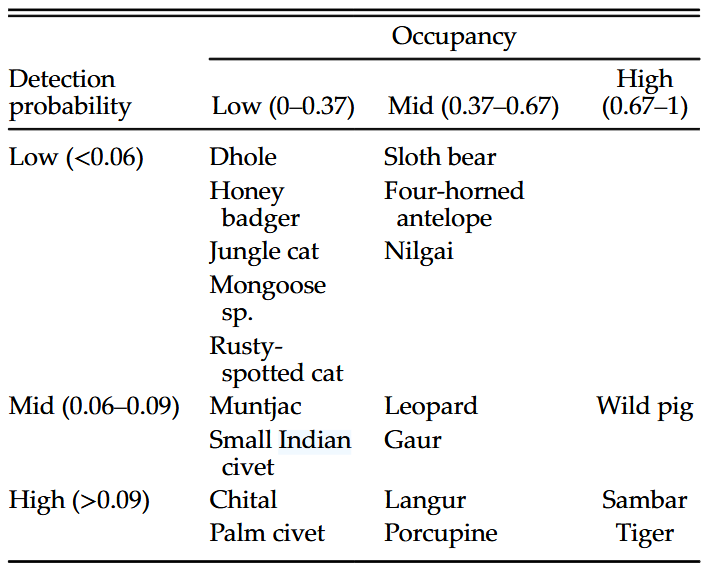 Occupancy
Detection probability Low (0–0.37) Mid (0.37–0.67) High (0.67–1)
Low (<0.06) Dhole Sloth bear
Honey badger Four-horned antelope
Jungle cat Nilgai
Mongoose sp.
Rusty-spotted cat
Mid (0.06–0.09) Muntjac Leopard Wild pig
Small Indian civet Gaur
High (>0.09) Chital Langur Sambar
Palm civet Porcupine Tiger